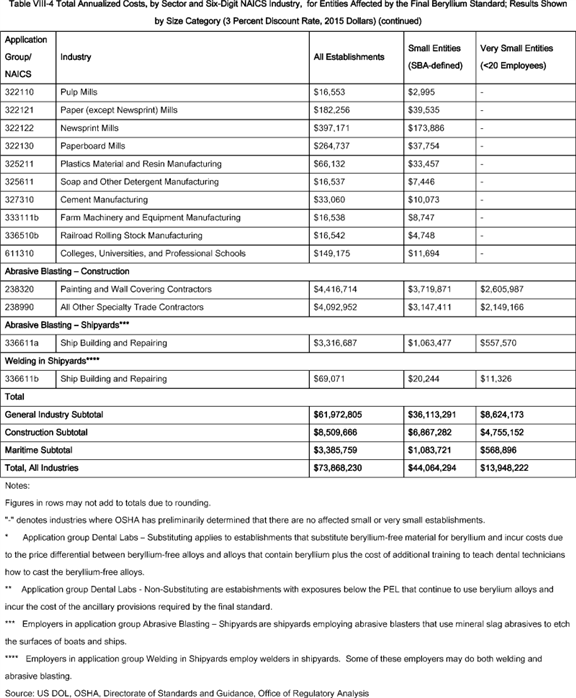 Table VIII-4 Total Annualized Costs, by Sector and Six-Digit NAICS Industry, for Entities Affected by the Final Beryllium Standard; Results Shown
by Size Category (3 Percent Discount Rate, 2015 Dollars) (continued)
Application Group/ NAICS Industry All Establishments Small Entities (SBA-defined) Very Small Entities (<20 Employees)
322110 Pulp Mills $16,553 $2,995 -
322121 Paper (except Newsprint) Mills $182,256 $39,535 -
322122 Newsprint Mills $397,171 $173,886 -
322130 Paperboard Mills $264,737 $37,754 -
325211 Plastics Material and Resin Manufacturing $66,132 $33,457 -
325611 Soap and Other Detergent Manufacturing $16,537 $7,446 -
327310 Cement Manufacturing $33,060 $10,073 -
333111b Farm Machinery and Equipment Manufacturing $16,538 $8,747 -
336510b Railroad Rolling Stock Manufacturing $16,542 $4,748 -
611310 Colleges, Universities, and Professional Schools $149,175 $11,694 -
Abrasive Blasting – Construction
238320 Painting and Wall Covering Contractors $4,416,714 $3,719,871 $2,605,987
238990 All Other Specialty Trade Contractors $4,092,952 $3,147,411 $2,149,166
Abrasive Blasting – Shipyards***
336611a Ship Building and Repairing $3,316,687 $1,063,477 $557,570
Welding in Shipyards****
336611b Ship Building and Repairing $69,071 $20,244 $11,326
Total
General Industry Subtotal $61,972,805 $36,113,291 $8,624,173
Construction Subtotal $8,509,666 $6,867,282 $4,755,152
Maritime Subtotal $3,385,759 $1,083,721 $568,896
Total, All Industries $73,868,230 $44,064,294 $13,948,222
Notes:
Figures in rows may not add to totals due to rounding.
"-" denotes industries where OSHA has preliminarily determined that there are no affected small or very small establishments.
* Application group Dental Labs – Substituting applies to establishments that substitute beryllium-free material for beryllium and incur costs due
to the price differential between beryllium-free alloys and alloys that contain beryllium plus the cost of additional training to teach dental technicians
how to cast the beryllium-free alloys.
** Application group Dental Labs - Non-Substituting are estabishments with exposures below the PEL that continue to use berylium alloys and
incur the cost of the ancillary provisions required by the final standard.
*** Employers in application group Abrasive Blasting – Shipyards are shipyards employing abrasive blasters that use mineral slag abrasives to etch
the surfaces of boats and ships.
**** Employers in application group Welding in Shipyards employ welders in shipyards. Some of these employers may do both welding and
abrasive blasting.
Source: US DOL, OSHA, Directorate of Standards and Guidance, Office of Regulatory Analysis